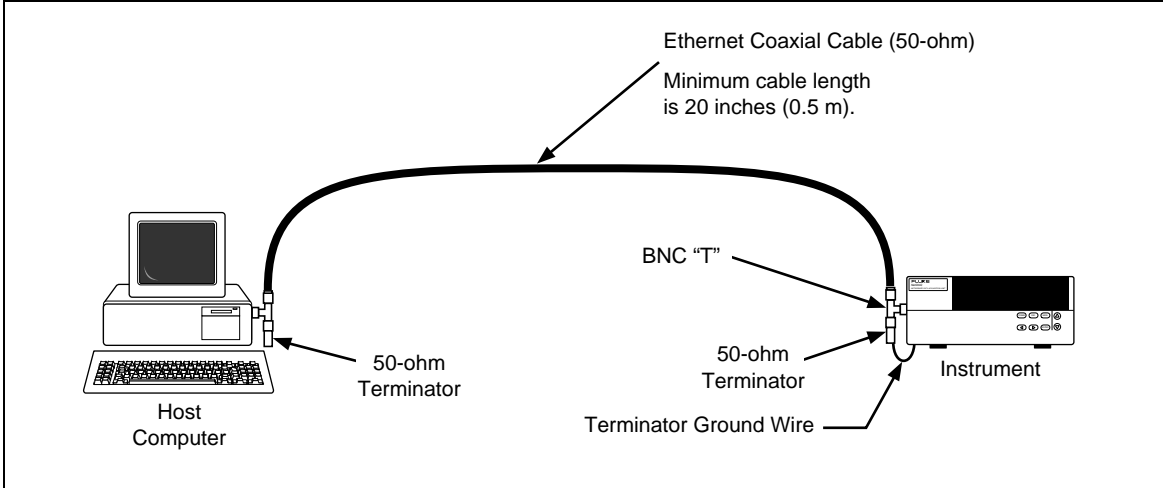 Ethernet Coaxial Cable (50-ohm)
Minimum cable length
is 20 inches (0.5 m).
BNC “T”
FLUKE
50-ohm
Terminator
50-ohm
Terminator
Instrument
Host
Computer
Terminator Ground Wire